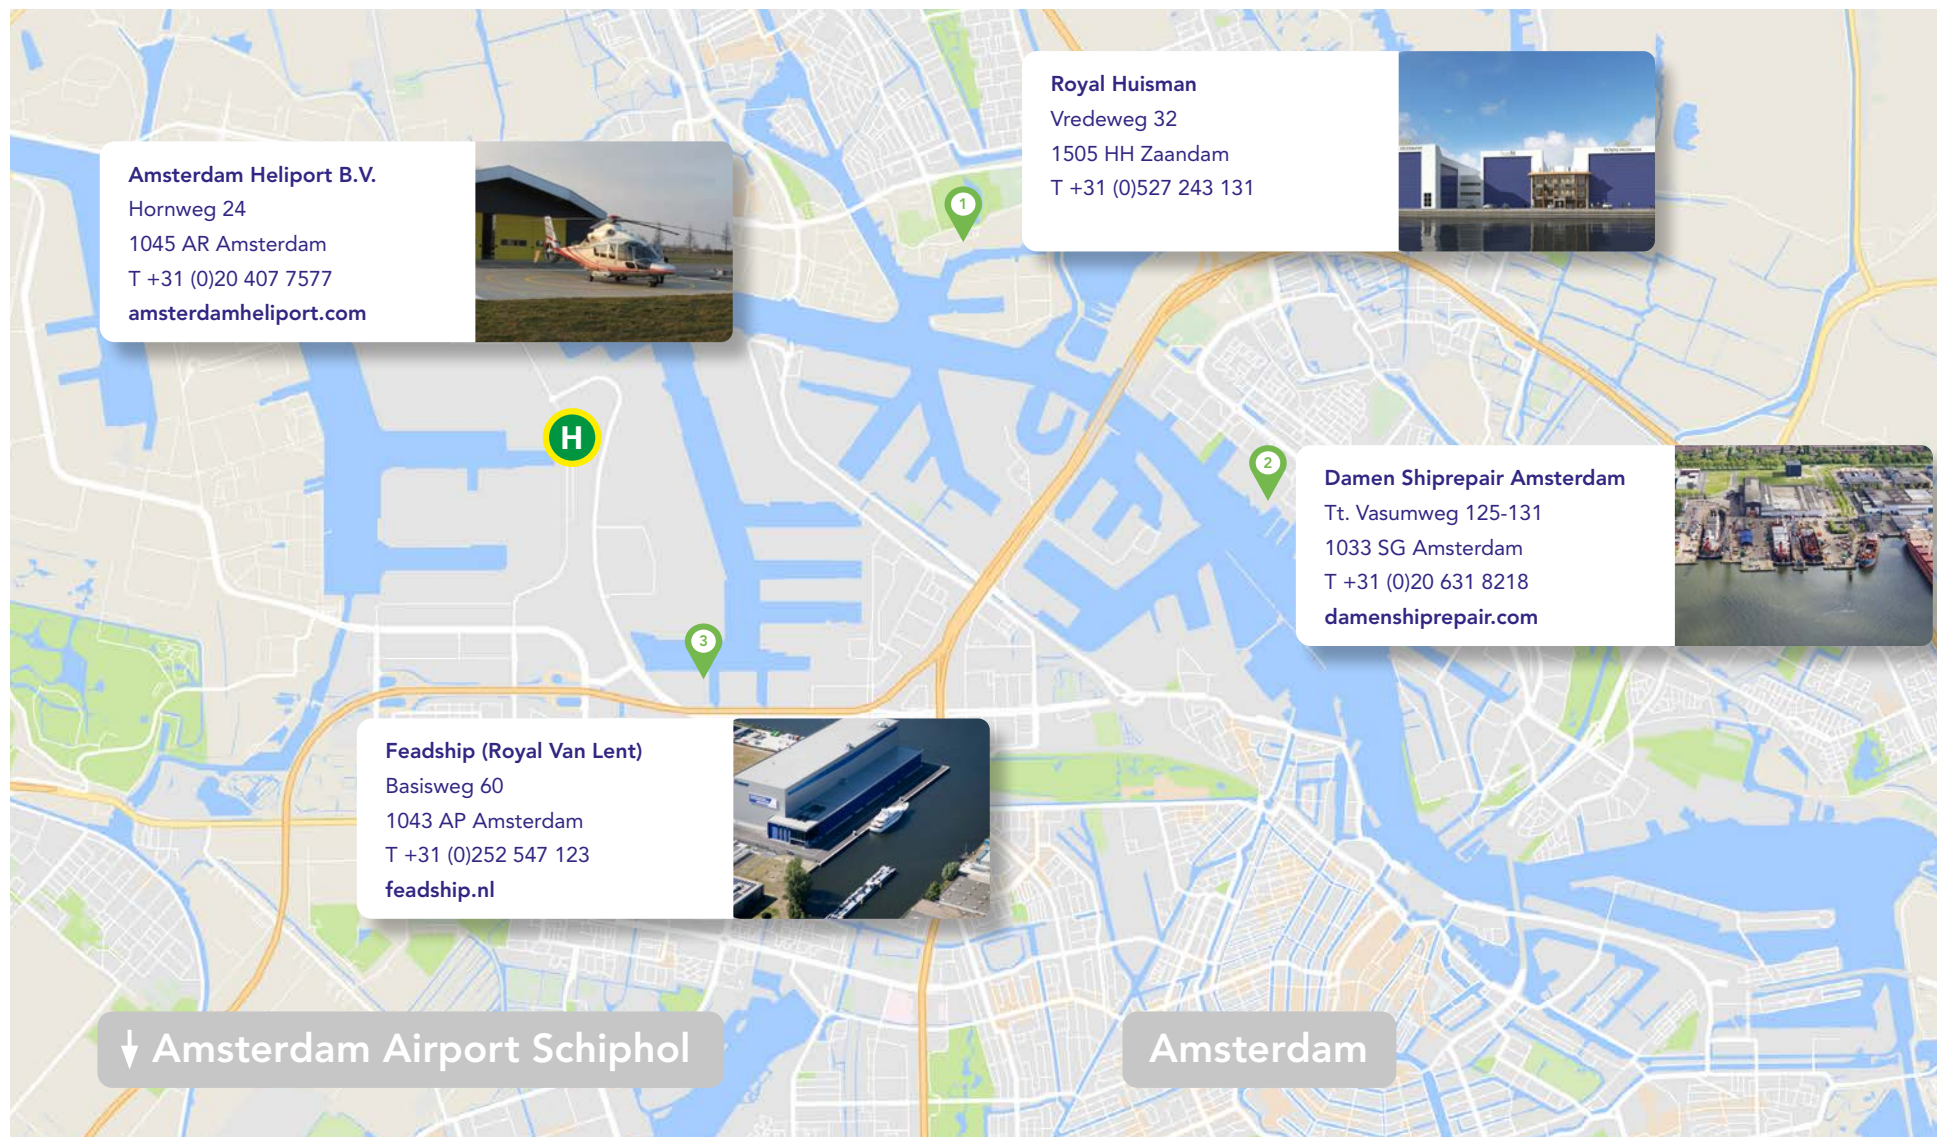 Royal Huisman
Vredeweg 32
1505 HH Zaandam
T +31 (0)527 243 131
Amsterdam Heliport B.V.
Hornweg 24
1045 AR Amsterdam
T +31 (0)20 407 7577
amsterdamheliport.com
1
H
2
Damen Shiprepair Amsterdam
Tt. Vasumweg 125-131
1033 SG Amsterdam
T +31 (0)20 631 8218
damenshiprepair.com
3
Feadship (Royal Van Lent)
Basisweg 60
1043 AP Amsterdam
T +31 (0)252 547 123
feadship.nl
Amsterdam Airport Schiphol
Amsterdam